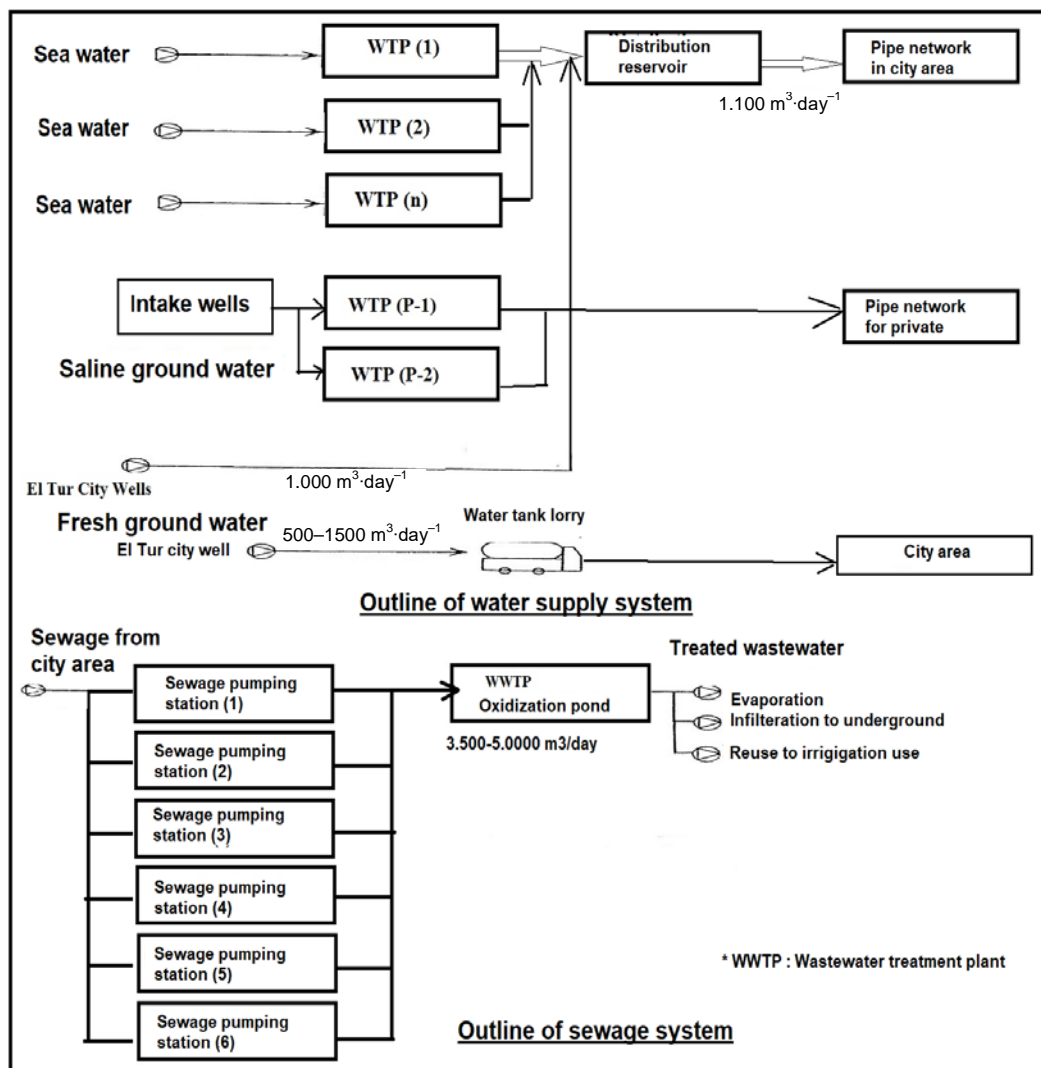 Sea water
WTP (1)
Distribution
reservoir
Pipe network
in city area
1.100 m³·day⁻¹
Sea water
WTP (2)
Sea water
WTP (n)
Intake wells
WTP (P-1)
Pipe network
for private
Saline ground water
WTP (P-2)
El Tur City Wells
1.000 m³·day⁻¹
Fresh ground water
El Tur city well
500–1500 m³·day⁻¹
Water tank lorry
City area
Outline of water supply system
Sewage from
city area
Sewage pumping
station (1)
Sewage pumping
station (2)
Sewage pumping
station (3)
Sewage pumping
station (4)
Sewage pumping
station (5)
Sewage pumping
station (6)
WWTP
Oxidization pond
3.500-5.0000 m3/day
Treated wastewater
Evaporation
Infilteration to underground
Reuse to irrigigation use
* WWTP : Wastewater treatment plant
Outline of sewage system